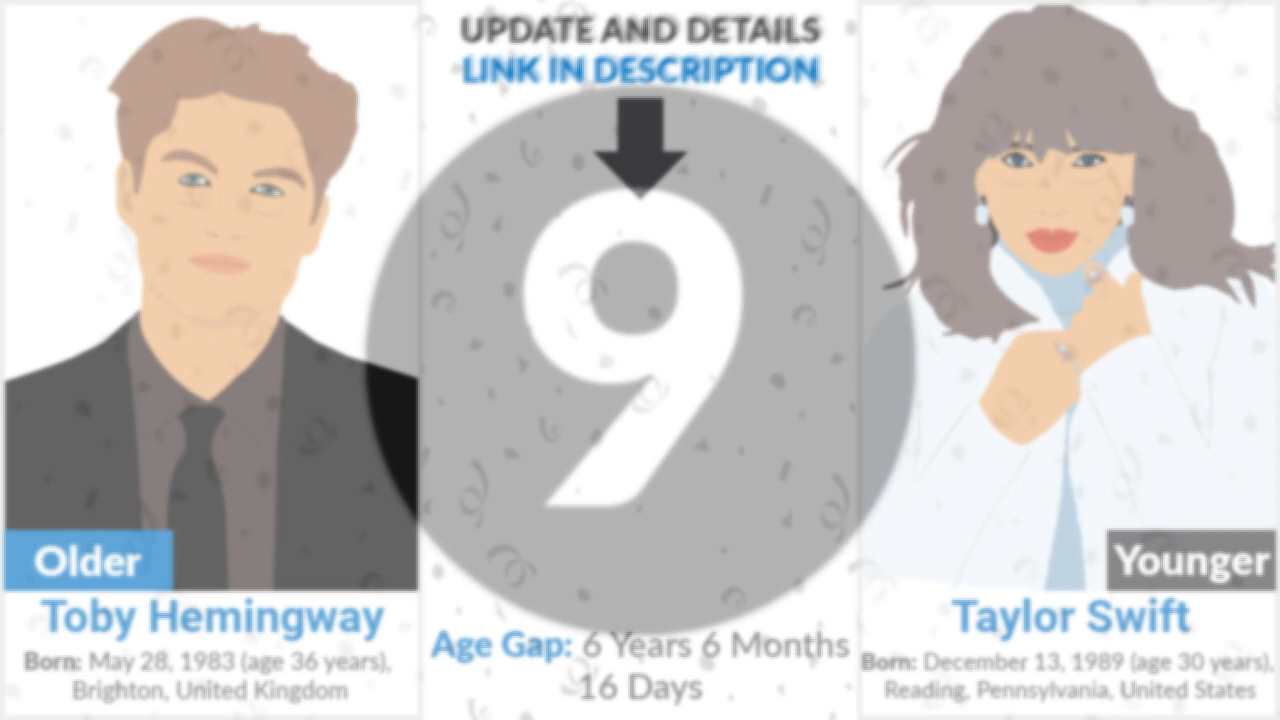 UPDATE AND DETAILS
LINK IN DESCRIPTION
9
Older
Younger
Toby Hemingway
Born: May 28, 1983 (age 36 years),
Brighton, United Kingdom
Age Gap: 6 Years 6 Months
16 Days
Taylor Swift
Born: December 13, 1989 (age 30 years),
Reading, Pennsylvania, United States